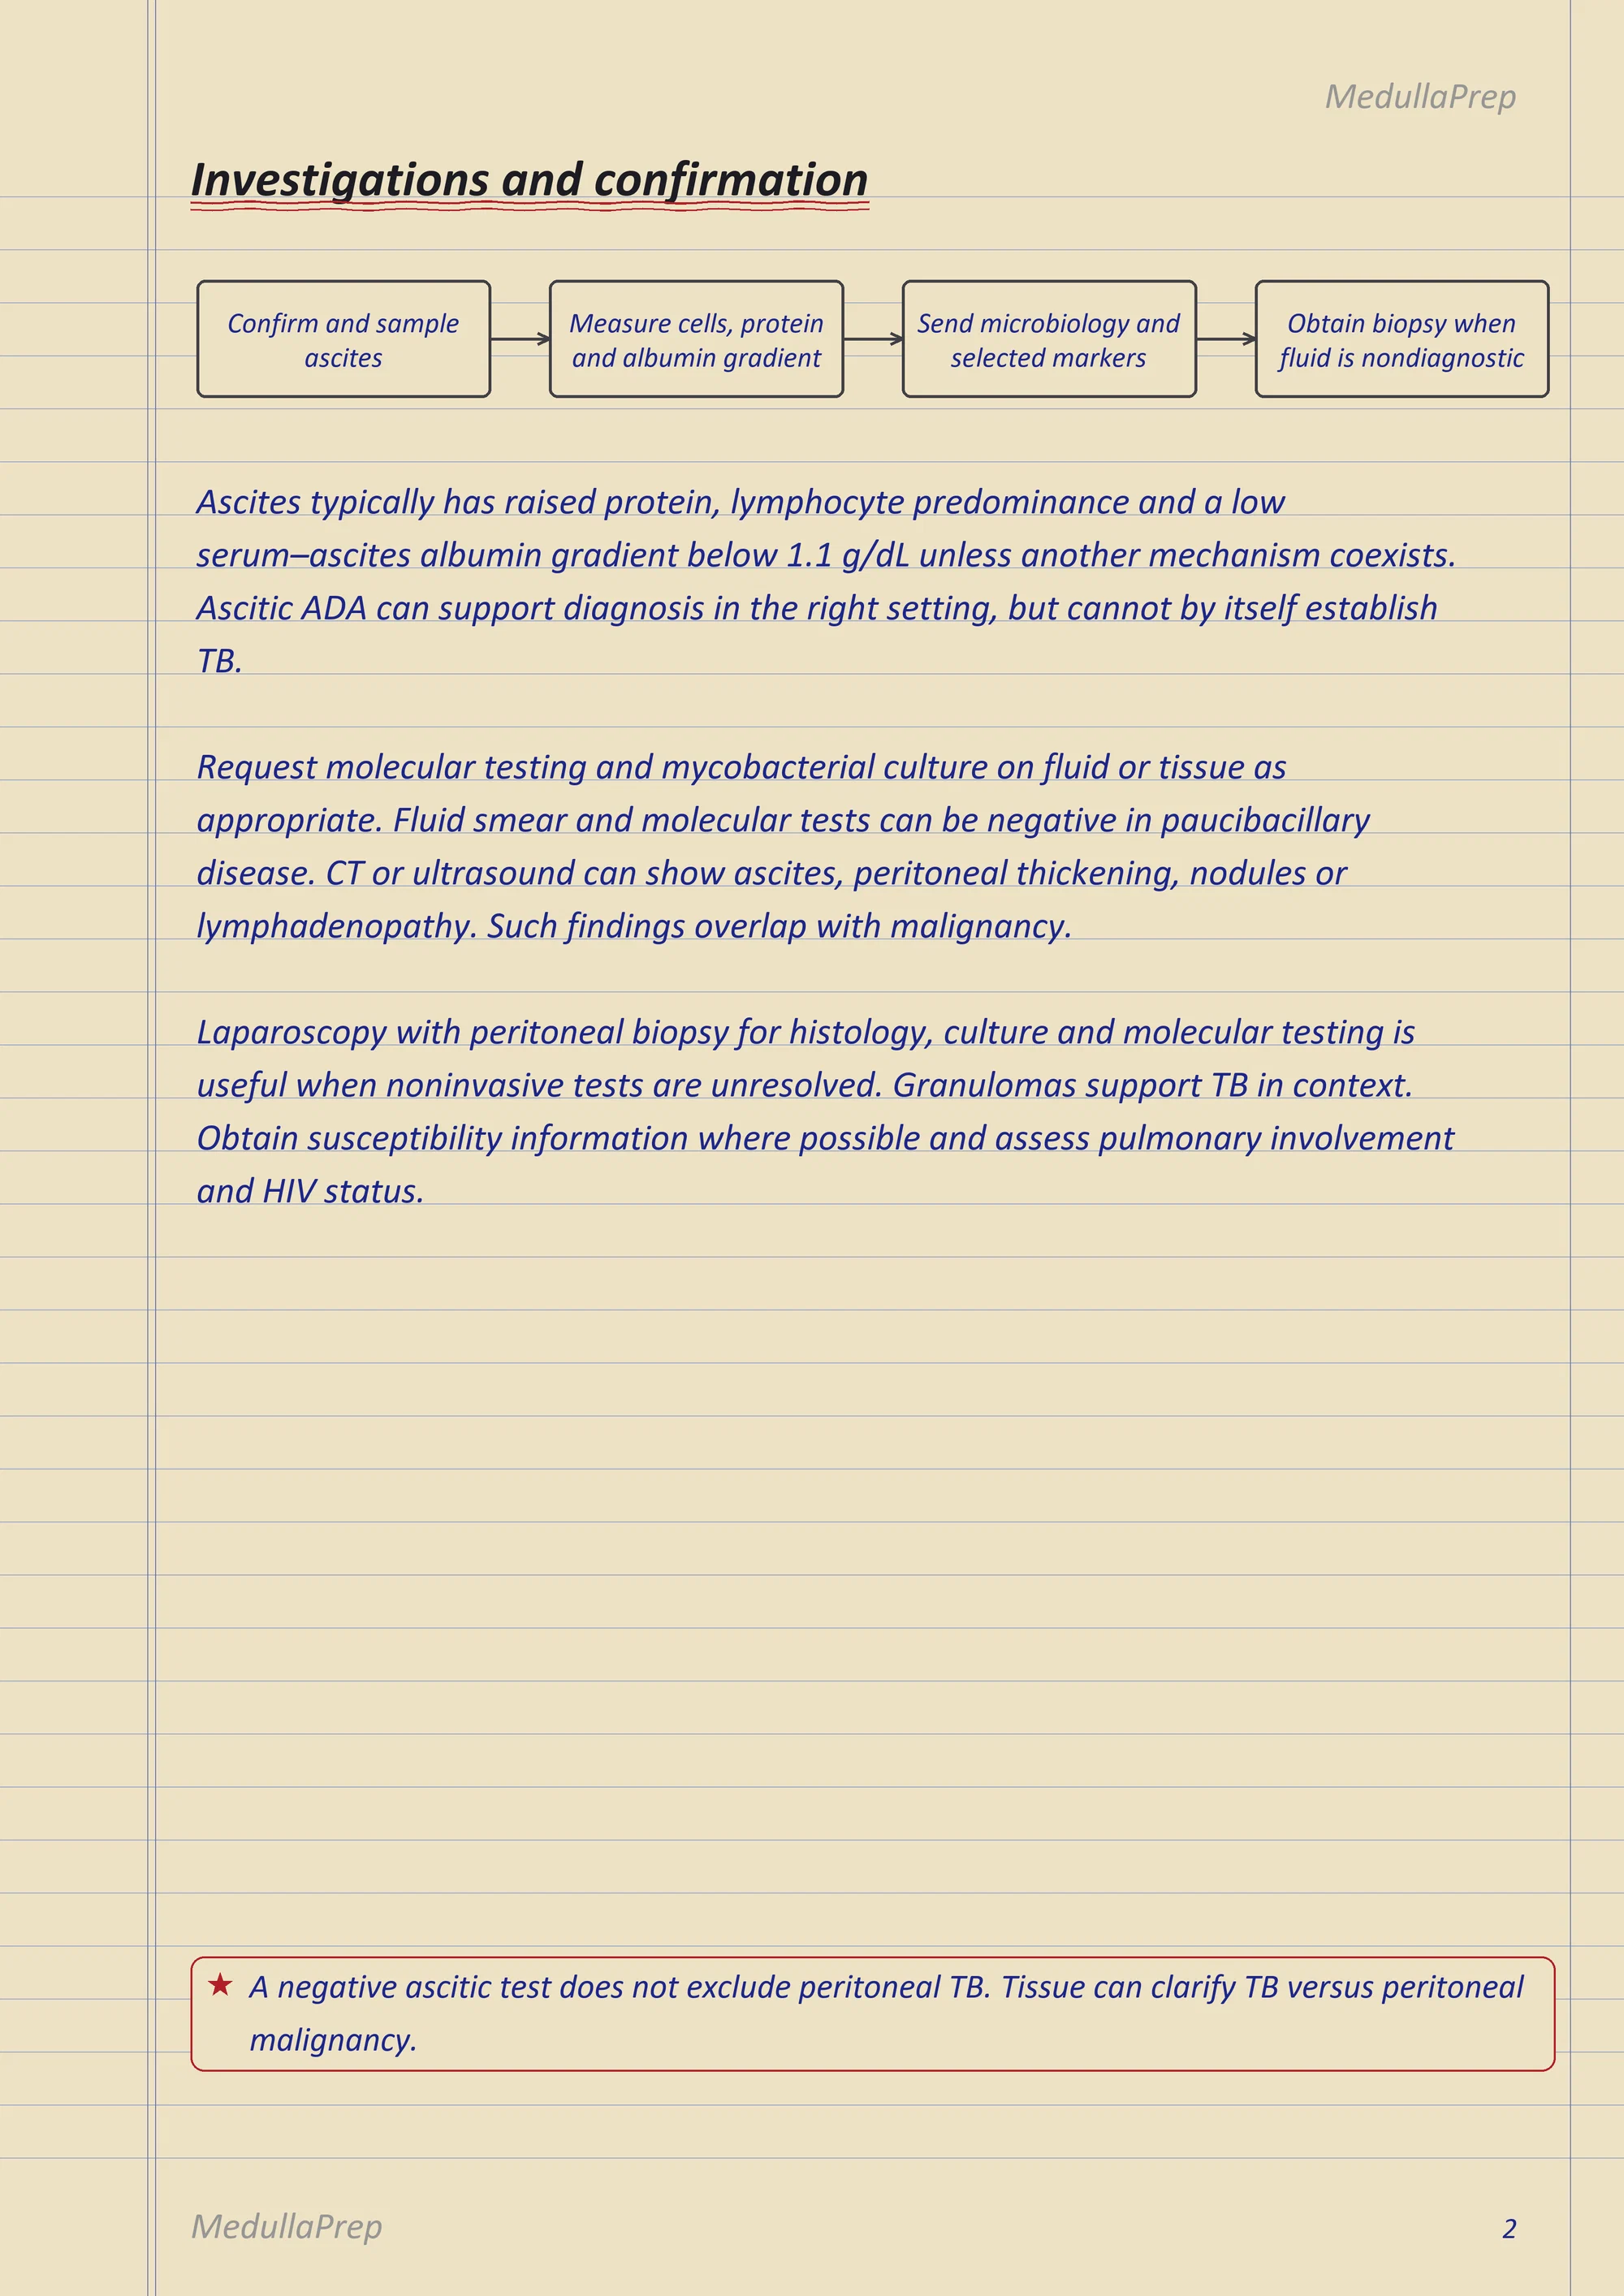 MedullaPrep
Investigations and confirmation
Confirm and sample
ascites
Measure cells, protein
and albumin gradient
Send microbiology and
selected markers
Obtain biopsy when
fluid is nondiagnostic
Ascites typically has raised protein, lymphocyte predominance and a low
serum–ascites albumin gradient below 1.1 g/dL unless another mechanism coexists.
Ascitic ADA can support diagnosis in the right setting, but cannot by itself establish
TB.
Request molecular testing and mycobacterial culture on fluid or tissue as
appropriate. Fluid smear and molecular tests can be negative in paucibacillary
disease. CT or ultrasound can show ascites, peritoneal thickening, nodules or
lymphadenopathy. Such findings overlap with malignancy.
Laparoscopy with peritoneal biopsy for histology, culture and molecular testing is
useful when noninvasive tests are unresolved. Granulomas support TB in context.
Obtain susceptibility information where possible and assess pulmonary involvement
and HIV status.
★ A negative ascitic test does not exclude peritoneal TB. Tissue can clarify TB versus peritoneal
malignancy.
MedullaPrep
2